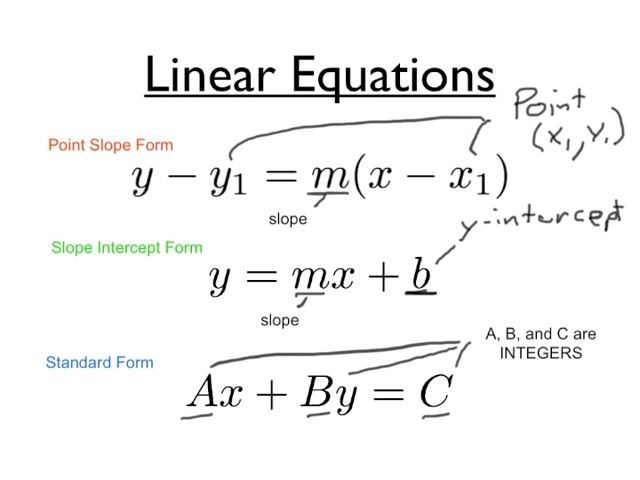 Linear Equations
Point
(x₁, y₁)
Point Slope Form
y − y₁ = m(x − x₁)
slope
y-intercept
Slope Intercept Form
y = mx + b
slope
A, B, and C are
INTEGERS
Standard Form
Ax + By = C